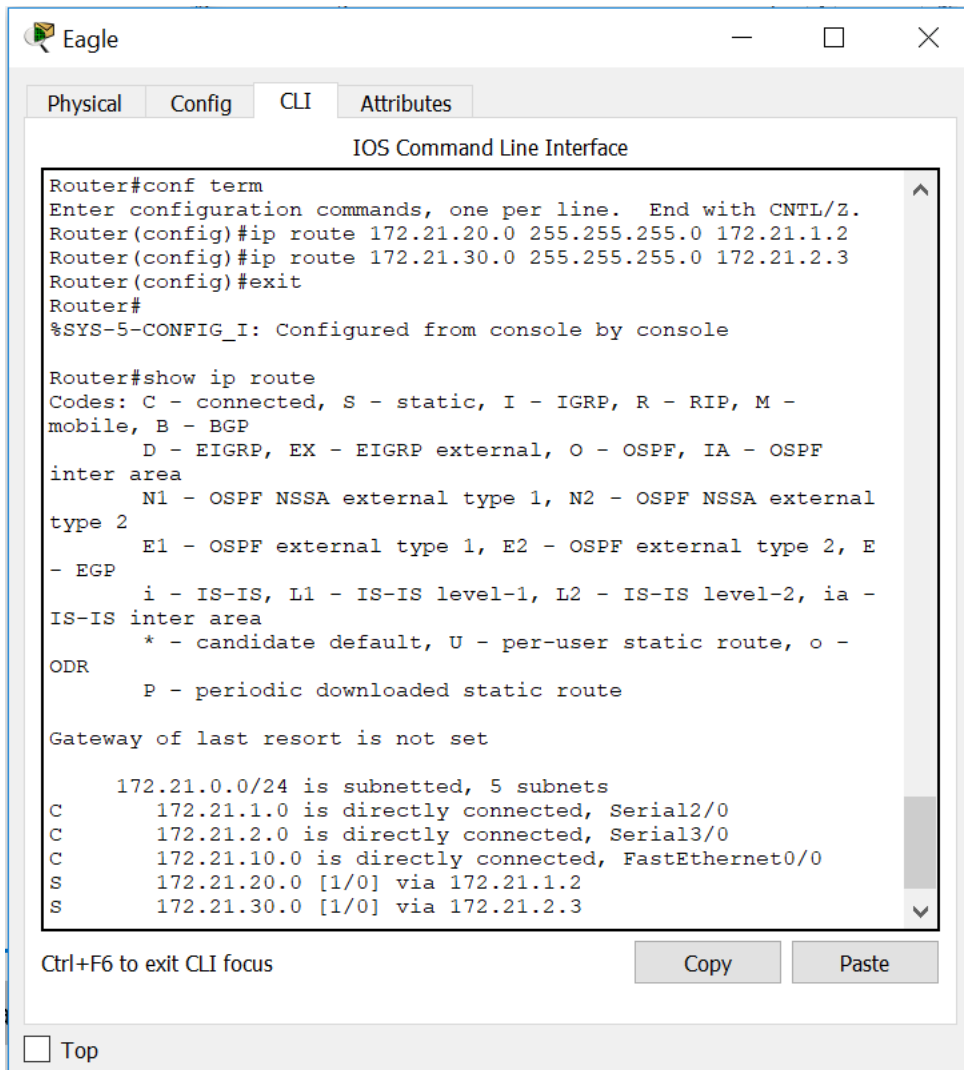 Eagle
Physical Config CLI Attributes
IOS Command Line Interface
Router#conf term
Enter configuration commands, one per line.  End with CNTL/Z.
Router(config)#ip route 172.21.20.0 255.255.255.0 172.21.1.2
Router(config)#ip route 172.21.30.0 255.255.255.0 172.21.2.3
Router(config)#exit
Router#
%SYS-5-CONFIG_I: Configured from console by console
Router#show ip route
Codes: C - connected, S - static, I - IGRP, R - RIP, M -
mobile, B - BGP
       D - EIGRP, EX - EIGRP external, O - OSPF, IA - OSPF
inter area
       N1 - OSPF NSSA external type 1, N2 - OSPF NSSA external
type 2
       E1 - OSPF external type 1, E2 - OSPF external type 2, E
- EGP
       i - IS-IS, L1 - IS-IS level-1, L2 - IS-IS level-2, ia -
IS-IS inter area
       * - candidate default, U - per-user static route, o -
ODR
       P - periodic downloaded static route
Gateway of last resort is not set
     172.21.0.0/24 is subnetted, 5 subnets
C       172.21.1.0 is directly connected, Serial2/0
C       172.21.2.0 is directly connected, Serial3/0
C       172.21.10.0 is directly connected, FastEthernet0/0
S       172.21.20.0 [1/0] via 172.21.1.2
S       172.21.30.0 [1/0] via 172.21.2.3
Ctrl+F6 to exit CLI focus
Copy Paste
Top